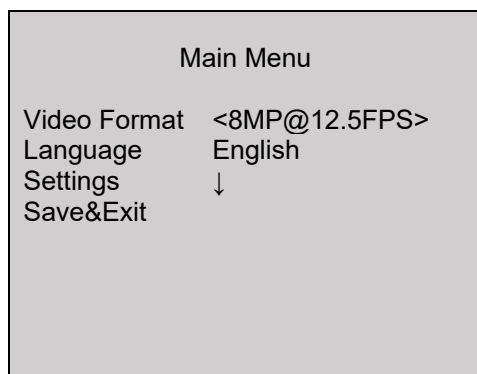 Main Menu
Video Format <8MP@12.5FPS>
Language English
Settings ↓
Save&Exit